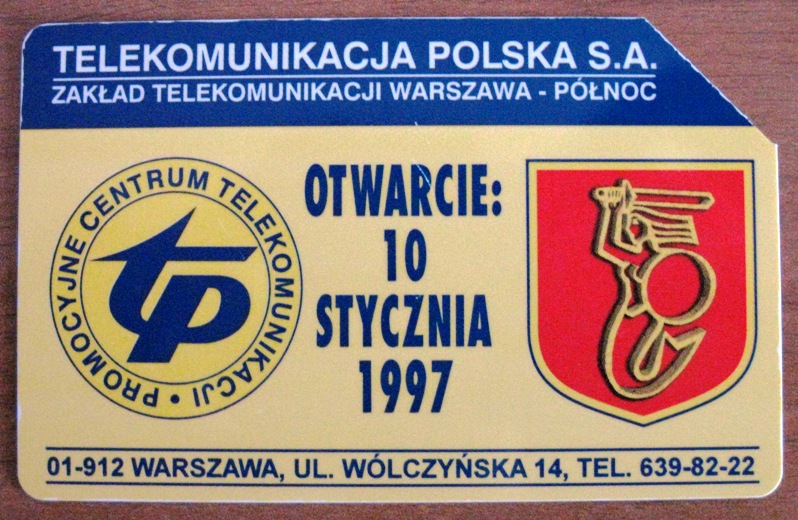 TELEKOMUNIKACJA POLSKA S.A.
ZAKŁAD TELEKOMUNIKACJI WARSZAWA - PÓŁNOC
PROMOCYJNE CENTRUM TELEKOMUNIKACJI •
tp
OTWARCIE:
10
STYCZNIA
1997
01-912 WARSZAWA, UL. WÓLCZYŃSKA 14, TEL. 639-82-22